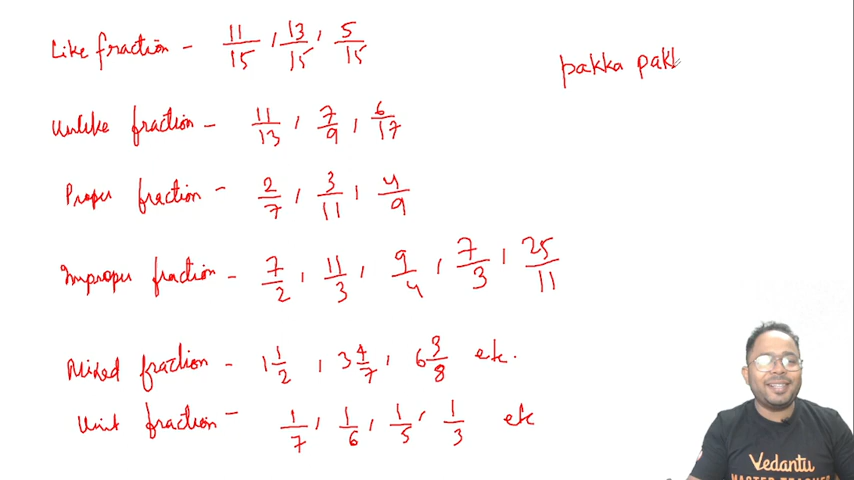 Like fraction - 11/15, 13/15, 5/15
pakka pakk
Unlike fraction - 11/13, 7/9, 6/17
Proper fraction - 2/7, 3/11, 4/9
Improper fraction - 7/2, 11/3, 9/4, 7/3, 25/11
Mixed fraction - 1 1/2, 3 4/7, 6 3/8 etc.
Unit fraction - 1/7, 1/6, 1/5, 1/3 etc
Vedantu
MASTER TEACHER